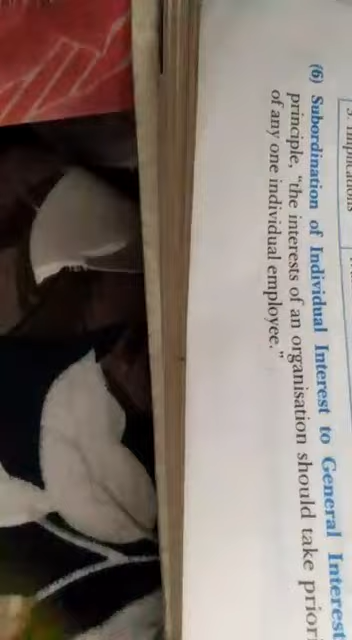 (6) Subordination of Individual Interest to General Interest
principle, "the interests of an organisation should take
of any one individual employee."